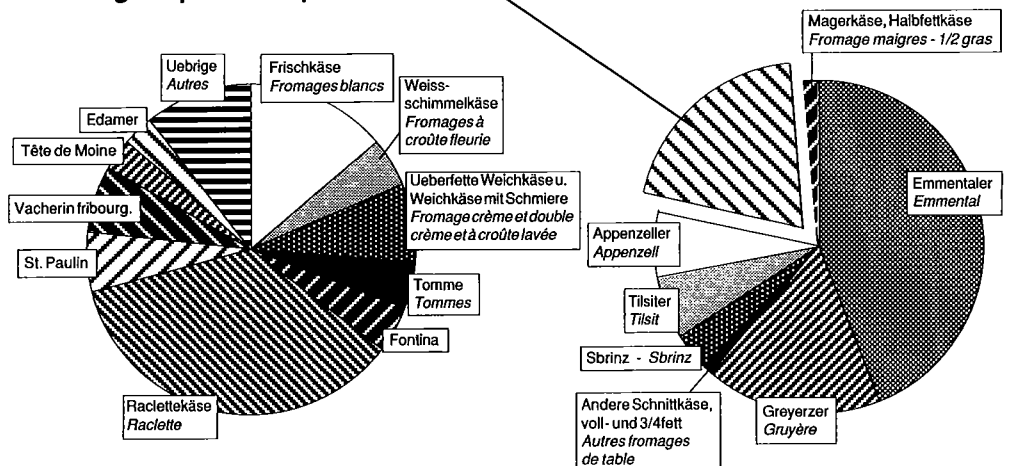 Uebrige
Autres
Frischkäse
Fromages blancs
Weiss-
schimmelkäse
Fromages à
croûte fleurie
Edamer
Tête de Moine
Vacherin fribourg.
St. Paulin
Ueberfette Weichkäse u.
Weichkäse mit Schmiere
Fromage crème et double
crème et à croûte lavée
Tomme
Tommes
Fontina
Raclettekäse
Raclette
Magerkäse, Halbfettkäse
Fromage maigres - 1/2 gras
Emmentaler
Emmental
Appenzeller
Appenzell
Tilsiter
Tilsit
Sbrinz - Sbrinz
Andere Schnittkäse,
voll- und 3/4fett
Autres fromages
de table
Greyerzer
Gruyère